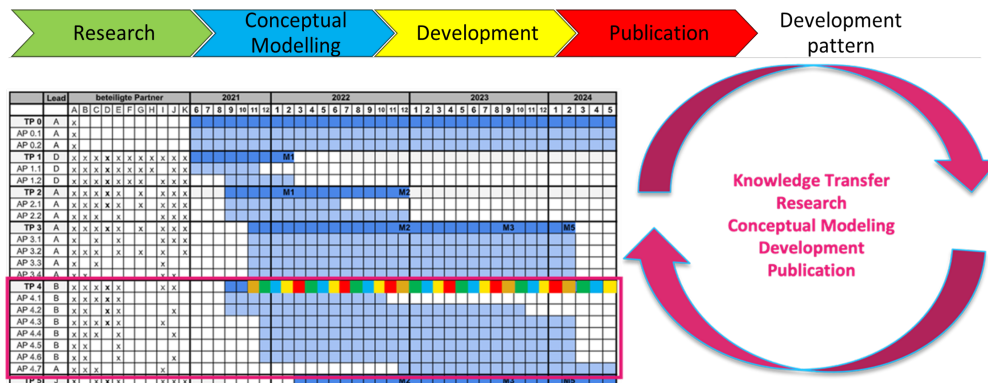 Research
Conceptual
Modelling
Development
Publication
Development
pattern
Lead beteiligte Partner 2021 2022 2023 2024
A B C D E F G H I J K 6 7 8 9 10 11 12 1 2 3 4 5 6 7 8 9 10 11 12 1 2 3 4 5 6 7 8 9 10 11 12 1 2 3 4 5
TP 0 A x
AP 0.1 A x
AP 0.2 A x
TP 1 D x x x x x x x x x x x M1
AP 1.1 D x x x x x x x x x x
AP 1.2 D x x x x x x x x x
TP 2 A x x x x x x x x x M1 M2
AP 2.1 A x x x x x x x x x
AP 2.2 A x x x x x x x
TP 3 A x x x x x x x x x M2 M3 M5
AP 3.1 A x x x x x x
AP 3.2 A x x x x x x x
AP 3.3 A x x x
AP 3.4 A x x x x
TP 4 B x x x x x x x
AP 4.1 B x x x x x
AP 4.2 B x x x x x
AP 4.3 B x x x x x x
AP 4.4 B x x x x x
AP 4.5 B x x x
AP 4.6 B x x x x
AP 4.7 A x x x x
Knowledge Transfer
Research
Conceptual Modeling
Development
Publication